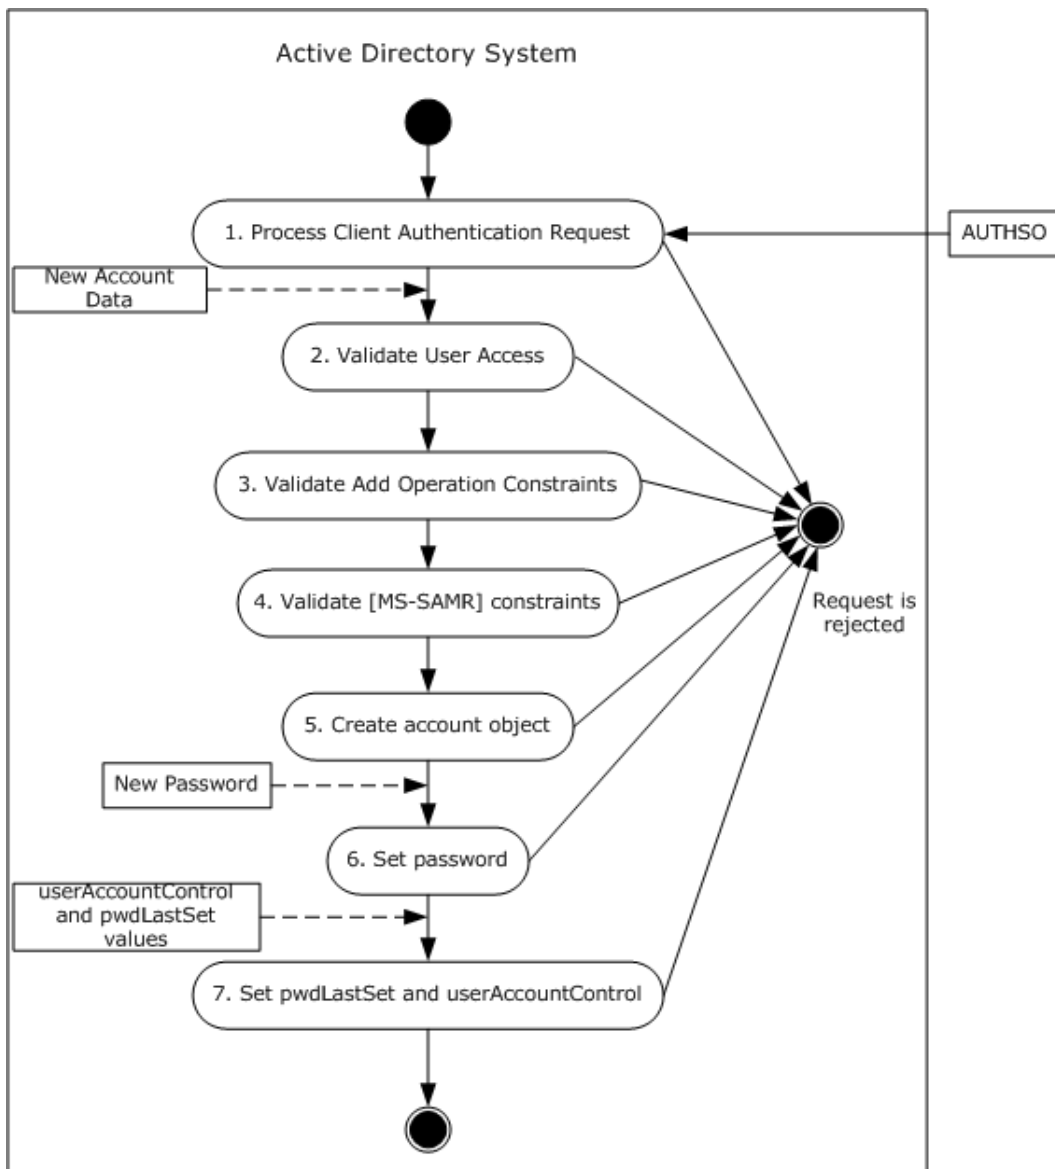 Active Directory System
1. Process Client Authentication Request
AUTHSO
New Account
Data
2. Validate User Access
3. Validate Add Operation Constraints
4. Validate [MS-SAMR] constraints
Request is
rejected
5. Create account object
New Password
6. Set password
userAccountControl
and pwdLastSet
values
7. Set pwdLastSet and userAccountControl